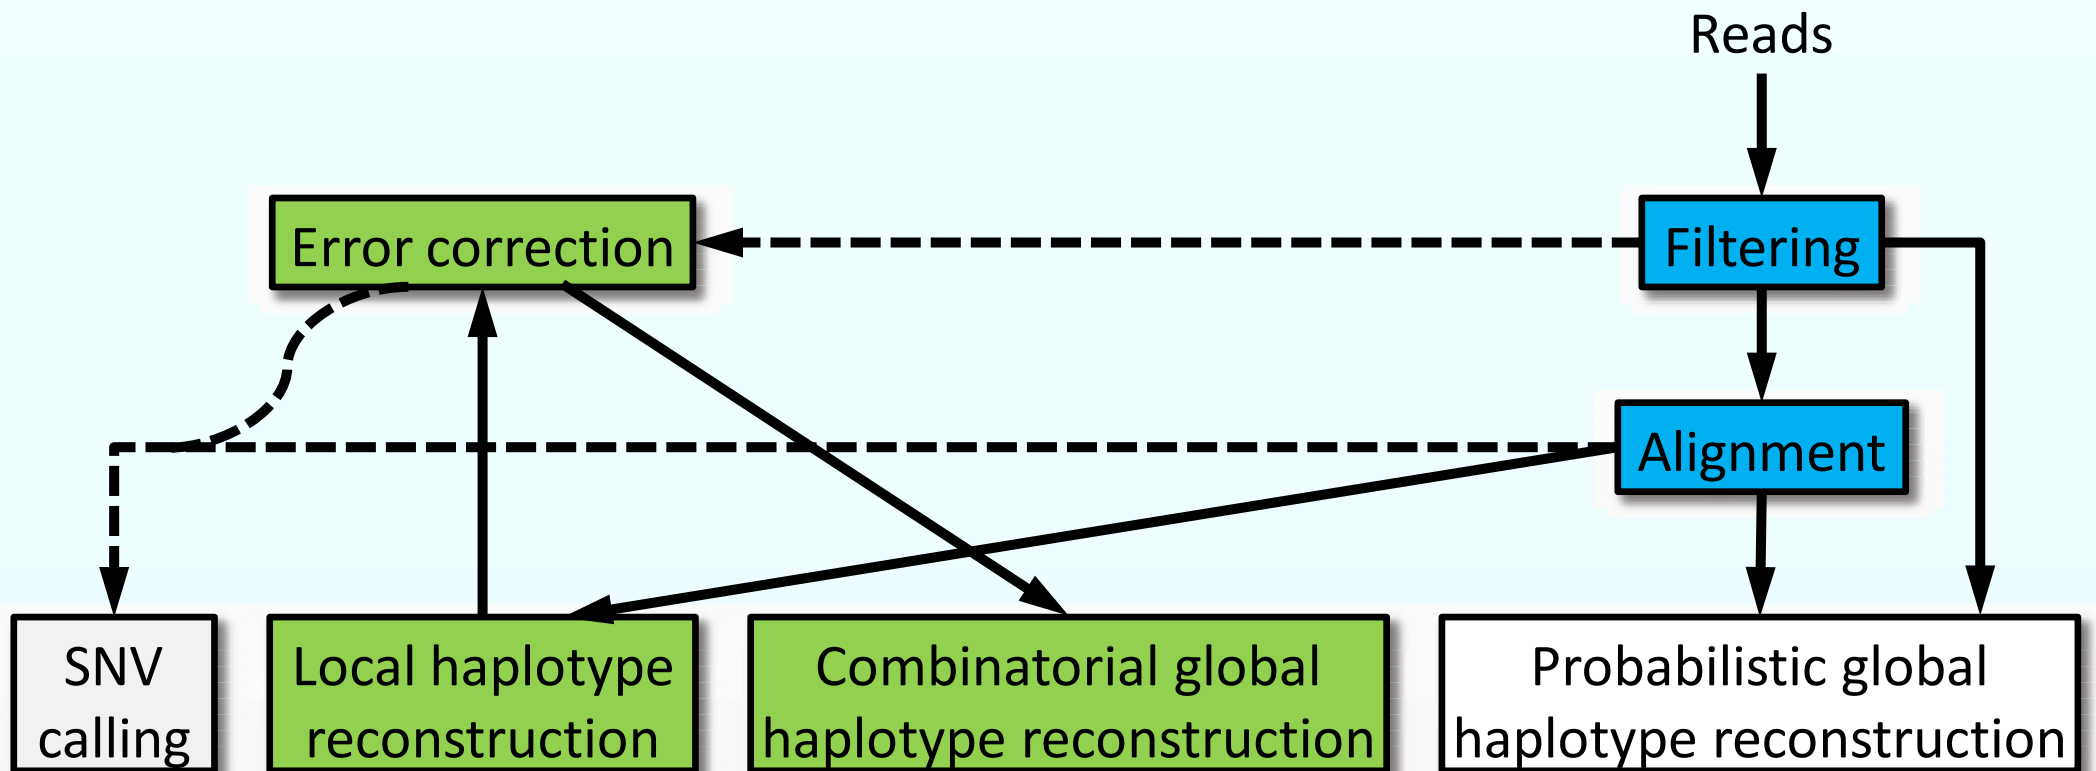 Reads
Error correction
Filtering
Alignment
SNV
calling
Local haplotype
reconstruction
Combinatorial global
haplotype reconstruction
Probabilistic global
haplotype reconstruction